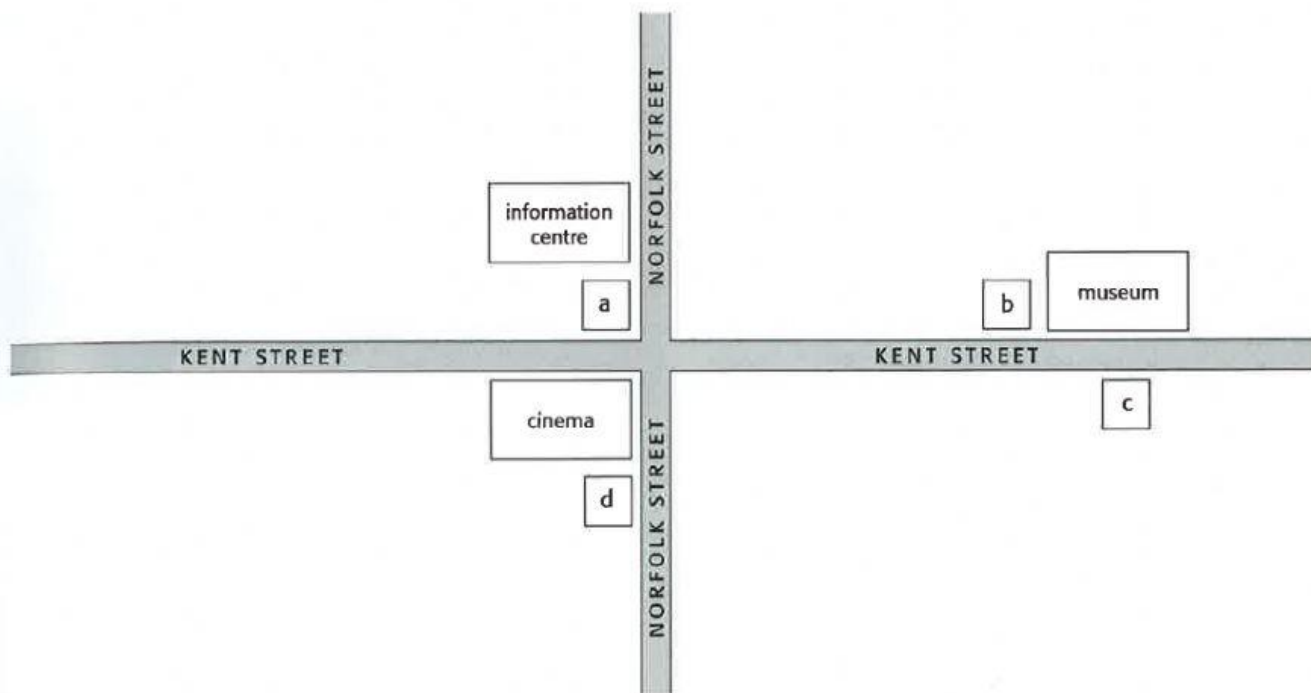 NORFOLK STREET
information
centre
a
b
museum
KENT STREET
KENT STREET
cinema
c
d
NORFOLK STREET